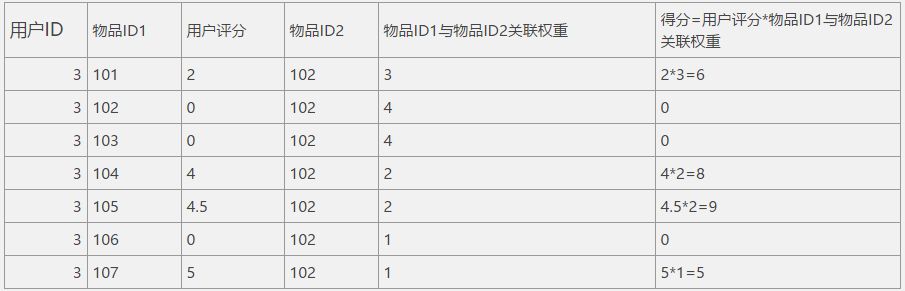 用户ID 物品ID1 用户评分 物品ID2 物品ID1与物品ID2关联权重 得分=用户评分*物品ID1与物品ID2
关联权重
3 101 2 102 3 2*3=6
3 102 0 102 4 0
3 103 0 102 4 0
3 104 4 102 2 4*2=8
3 105 4.5 102 2 4.5*2=9
3 106 0 102 1 0
3 107 5 102 1 5*1=5